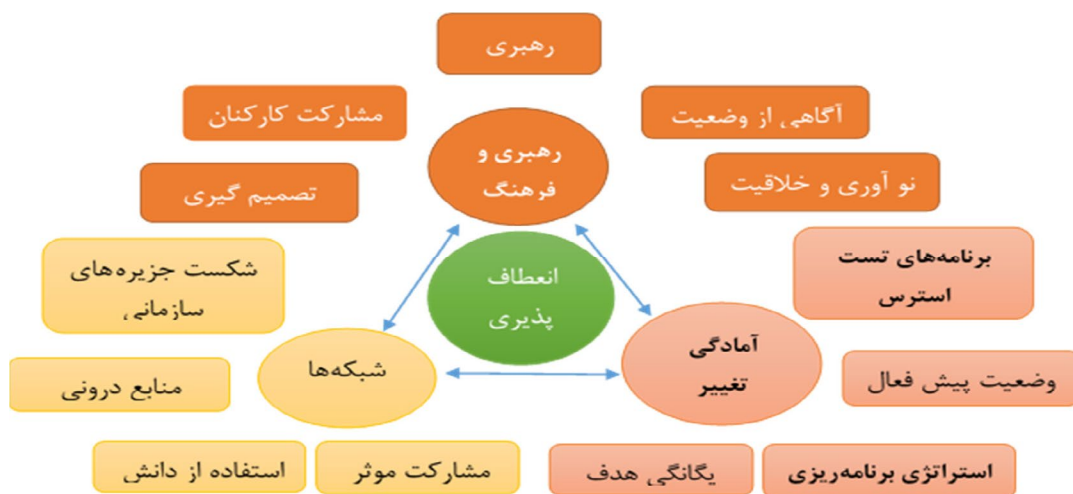 رهبری
آگاهی از وضعیت
مشارکت کارکنان
رهبری و
فرهنگ
نو آوری و خلاقیت
تصمیم گیری
برنامه‌های تست
استرس
انعطاف
پذیری
شکست جزیره‌های
سازمانی
آمادگی
تغییر
شبکه‌ها
وضعیت پیش فعال
منابع درونی
استراتژی برنامه‌ریزی
یگانگی هدف
مشارکت موثر
استفاده از دانش